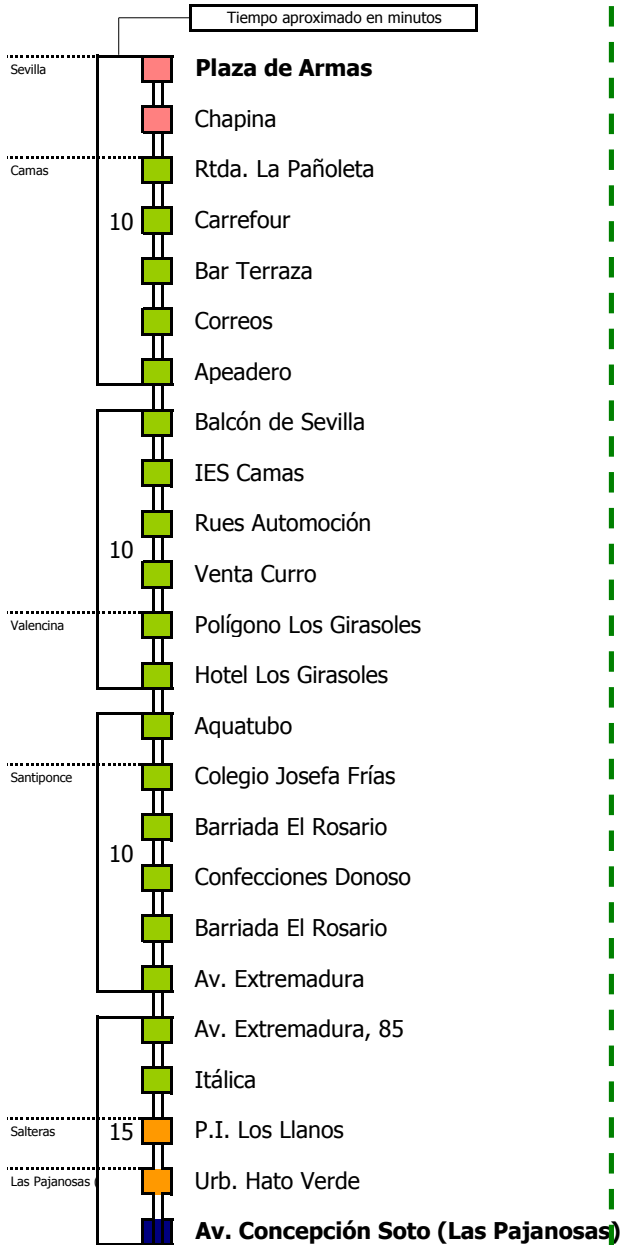 Tiempo aproximado en minutos
Sevilla
Plaza de Armas
Chapina
Camas
Rtda. La Pañoleta
10
Carrefour
Bar Terraza
Correos
Apeadero
Balcón de Sevilla
IES Camas
Rues Automoción
10
Venta Curro
Valencina
Polígono Los Girasoles
Hotel Los Girasoles
Aquatubo
Santiponce
Colegio Josefa Frías
Barriada El Rosario
10
Confecciones Donoso
Barriada El Rosario
Av. Extremadura
Av. Extremadura, 85
Itálica
Salteras
15
P.I. Los Llanos
Las Pajanosas (
Urb. Hato Verde
Av. Concepción Soto (Las Pajanosas)